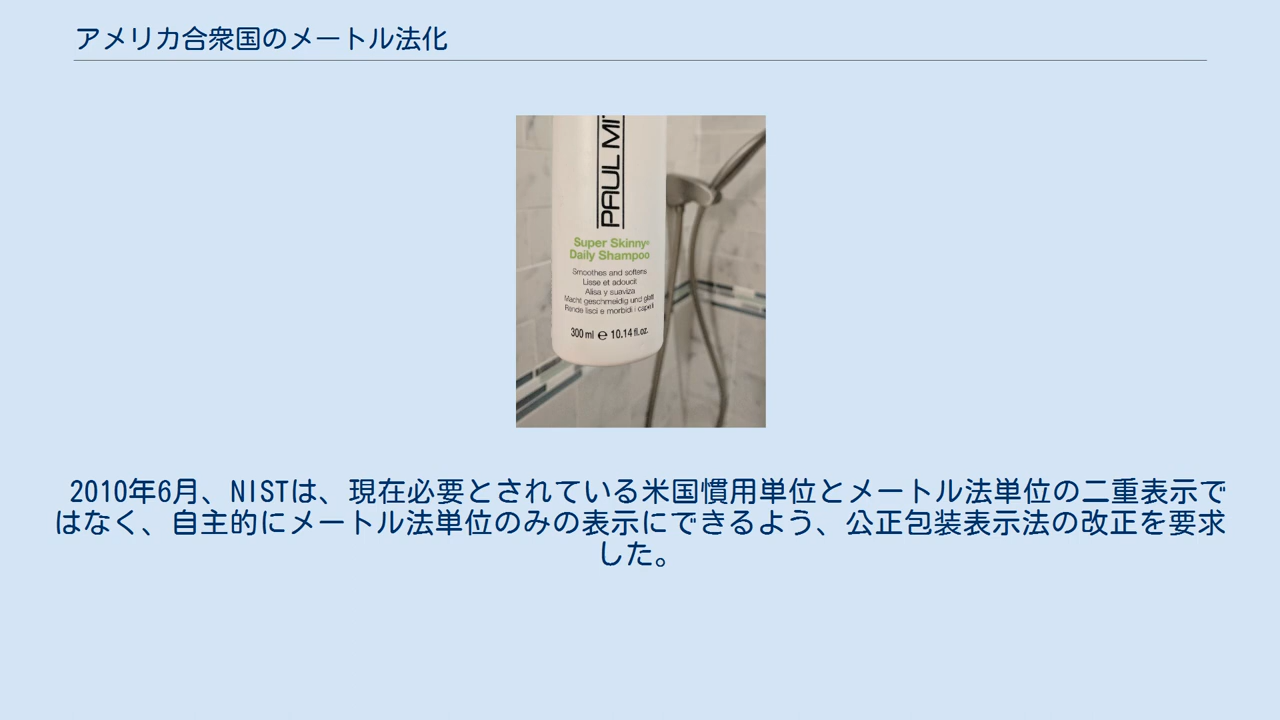 アメリカ合衆国のメートル法化
PAUL MIT
Super Skinny®
Daily Shampoo
Smoothes and softens
Lisse et adoucit
Alisa y suaviza
Macht geschmeidig und glatt
Rende lisci e morbidi i capelli
300 ml ℮ 10.14 fl.oz.
2010年6月、NISTは、現在必要とされている米国慣用単位とメートル法単位の二重表示で
はなく、自主的にメートル法単位のみの表示にできるよう、公正包装表示法の改正を要求
した。